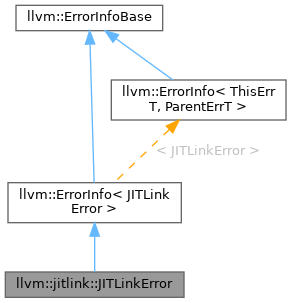 llvm::ErrorInfoBase
llvm::ErrorInfo< ThisErr
T, ParentErrT >
< JITLinkError >
llvm::ErrorInfo< JITLink
Error >
llvm::jitlink::JITLinkError